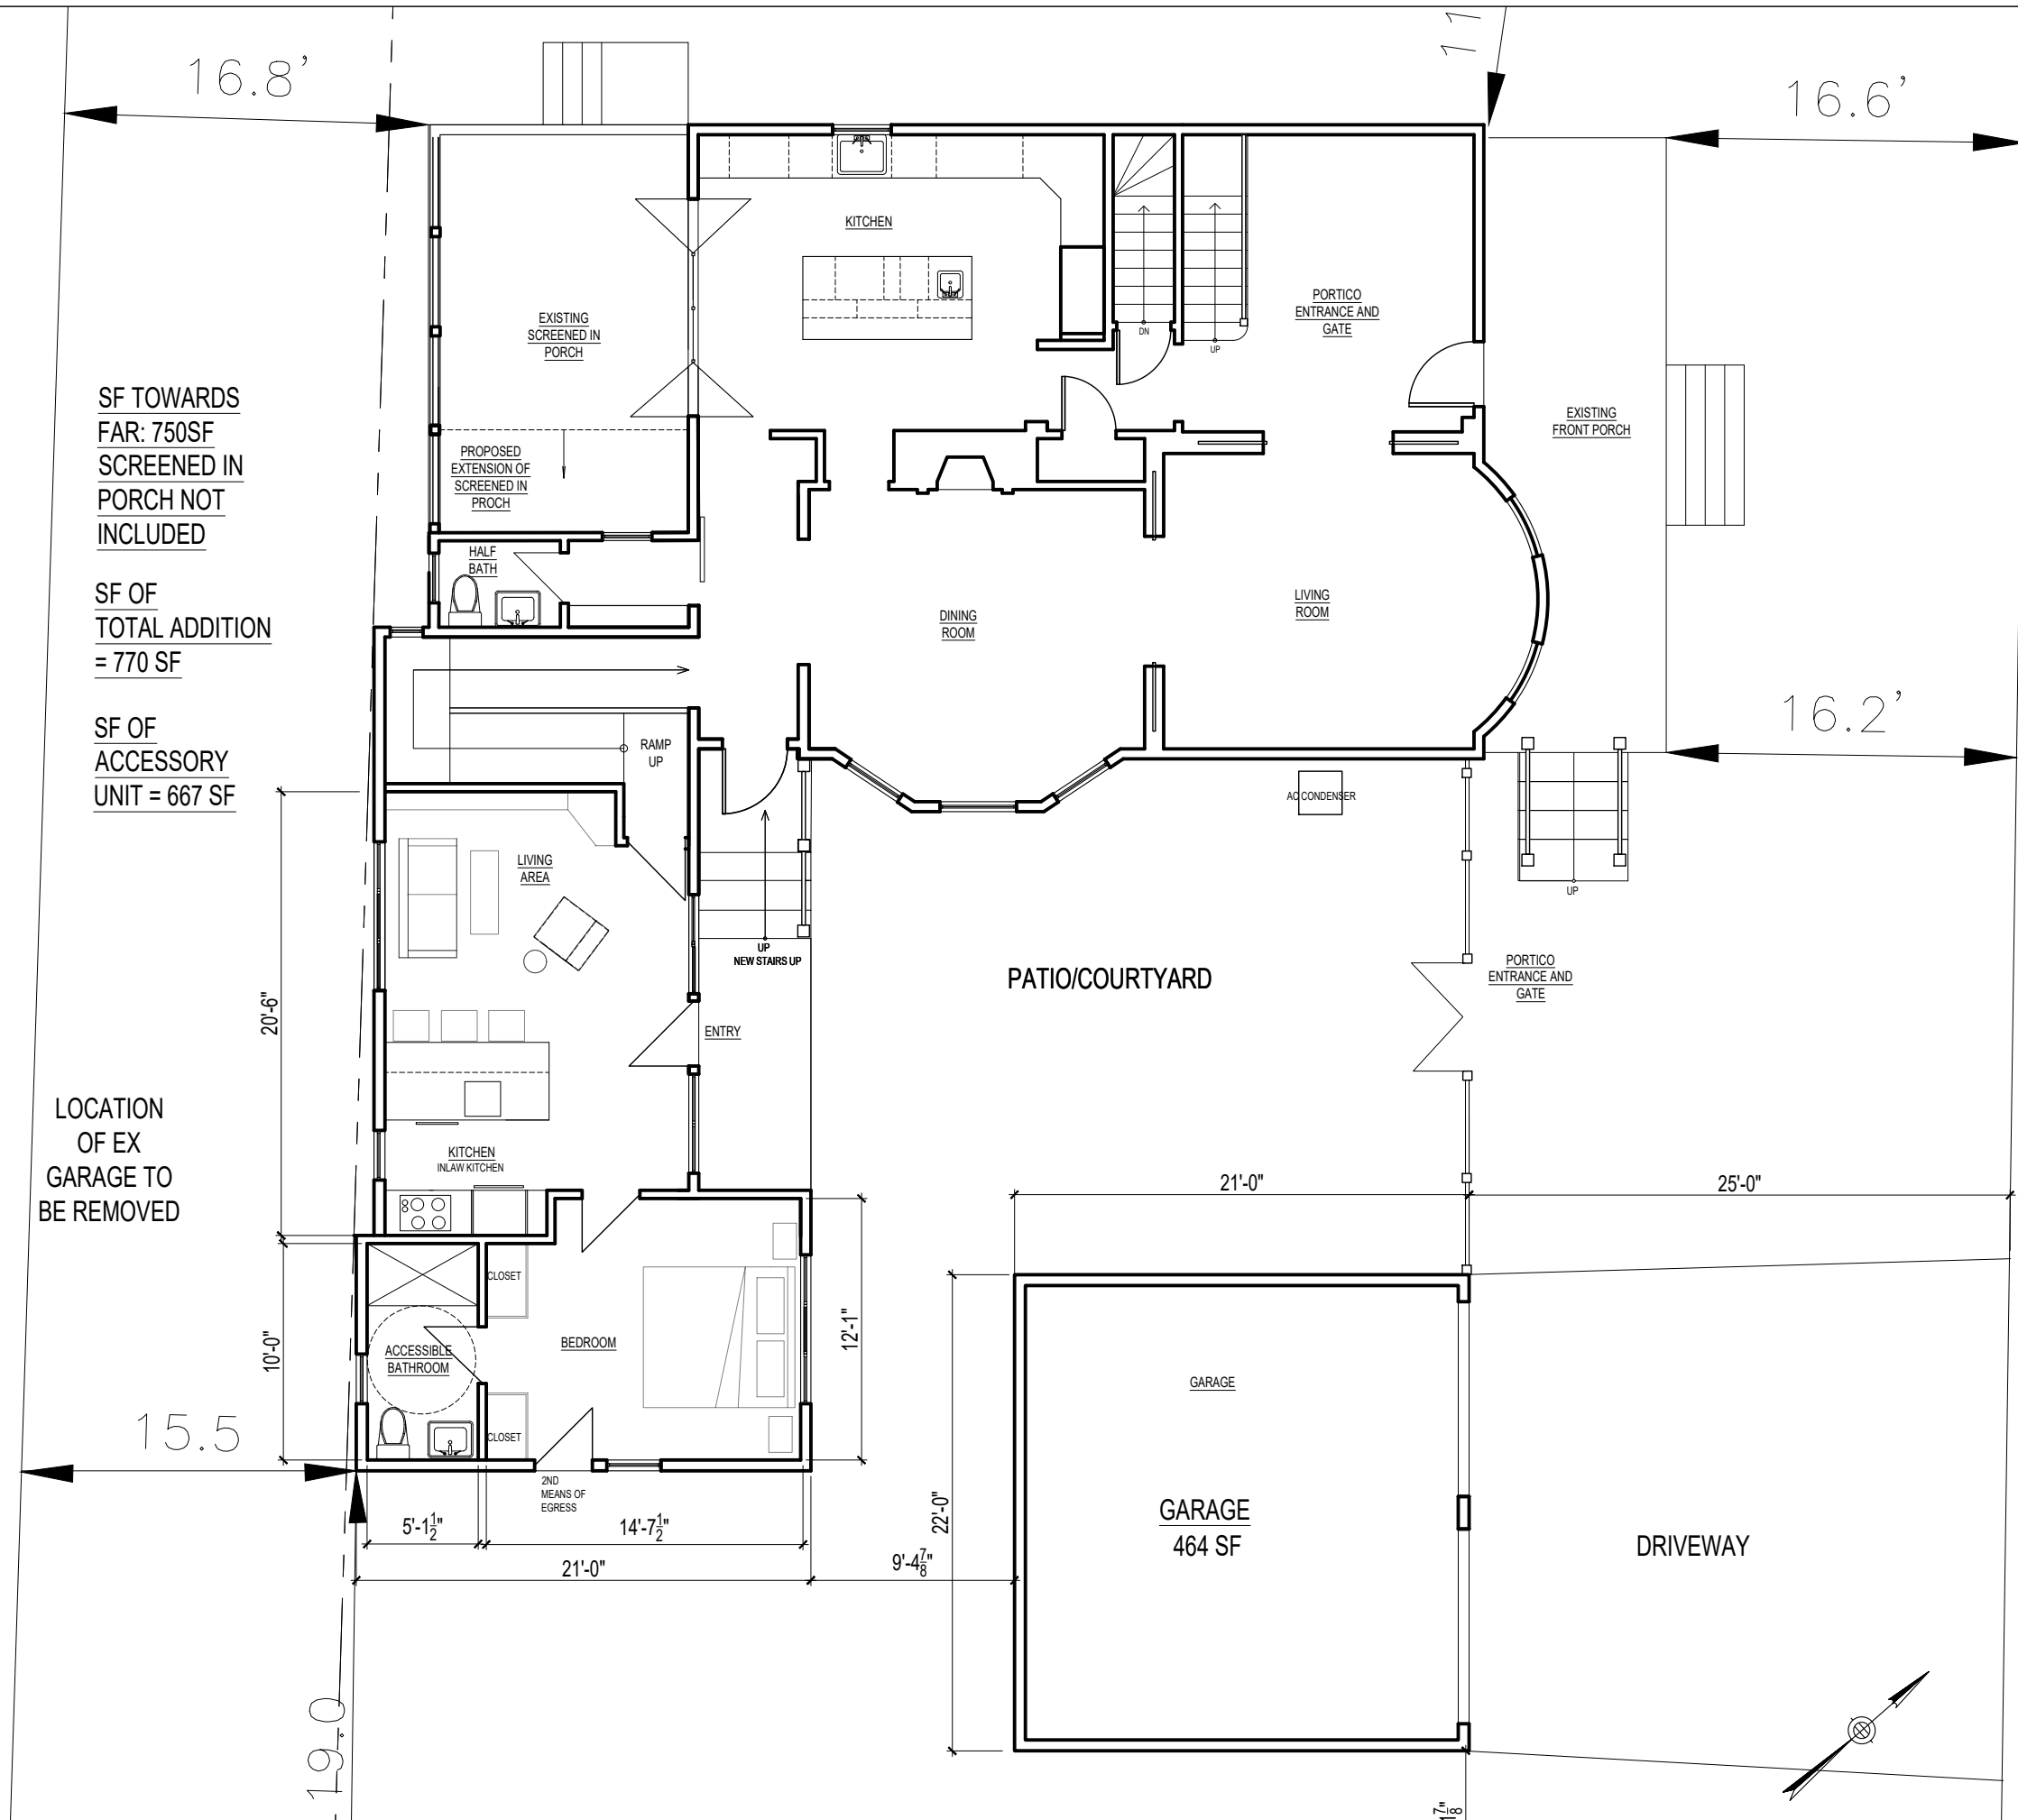 16.8'
11
16.6'
KITCHEN
PORTICO
ENTRANCE AND
GATE
EXISTING
SCREENED IN
PORCH
DN
UP
SF TOWARDS
FAR: 750SF
SCREENED IN
PORCH NOT
INCLUDED
EXISTING
FRONT PORCH
PROPOSED
EXTENSION OF
SCREENED IN
PROCH
HALF
BATH
SF OF
TOTAL ADDITION
= 770 SF
DINING
ROOM
LIVING
ROOM
16.2'
SF OF
ACCESSORY
UNIT = 667 SF
RAMP
UP
AC CONDENSER
LIVING
AREA
UP
UP
NEW STAIRS UP
PATIO/COURTYARD
PORTICO
ENTRANCE AND
GATE
20'-6"
ENTRY
LOCATION
OF EX
GARAGE TO
BE REMOVED
KITCHEN
INLAW KITCHEN
21'-0"
25'-0"
CLOSET
10'-0"
ACCESSIBLE
BATHROOM
BEDROOM
12'-1"
GARAGE
15.5
CLOSET
2ND
MEANS OF
EGRESS
5'-1 1/2"
14'-7 1/2"
22'-0"
GARAGE
464 SF
DRIVEWAY
21'-0"
9'-4 7/8"
19.0